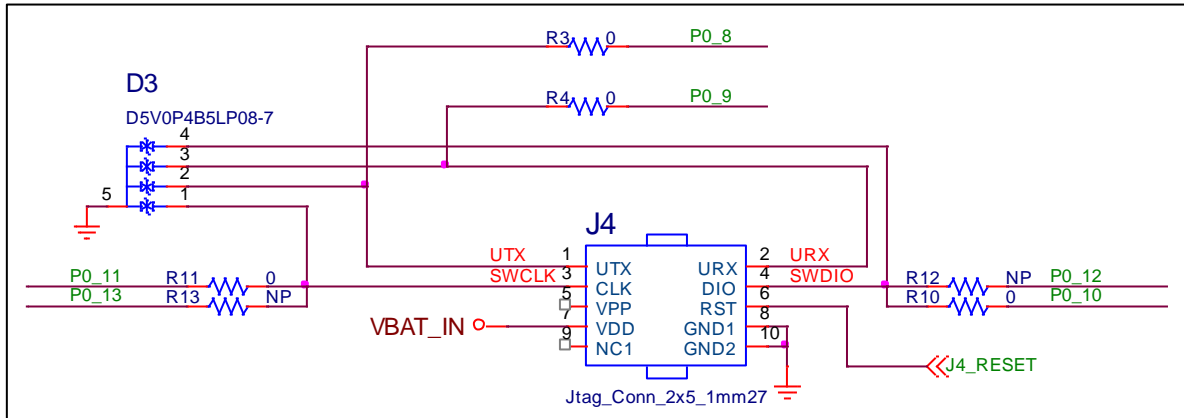 R3 0 P0_8
D3
R4 0 P0_9
D5V0P4B5LP08-7
4
3
2
5 1
J4
UTX 1 UTX URX 2 URX
P0_11 R11 0 SWCLK 3 CLK DIO 4 SWDIO R12 NP P0_12
P0_13 R13 NP 5 VPP RST 6 R10 0 P0_10
VBAT_IN 7 VDD GND1 8
9 NC1 GND2 10
J4_RESET
Jtag_Conn_2x5_1mm27